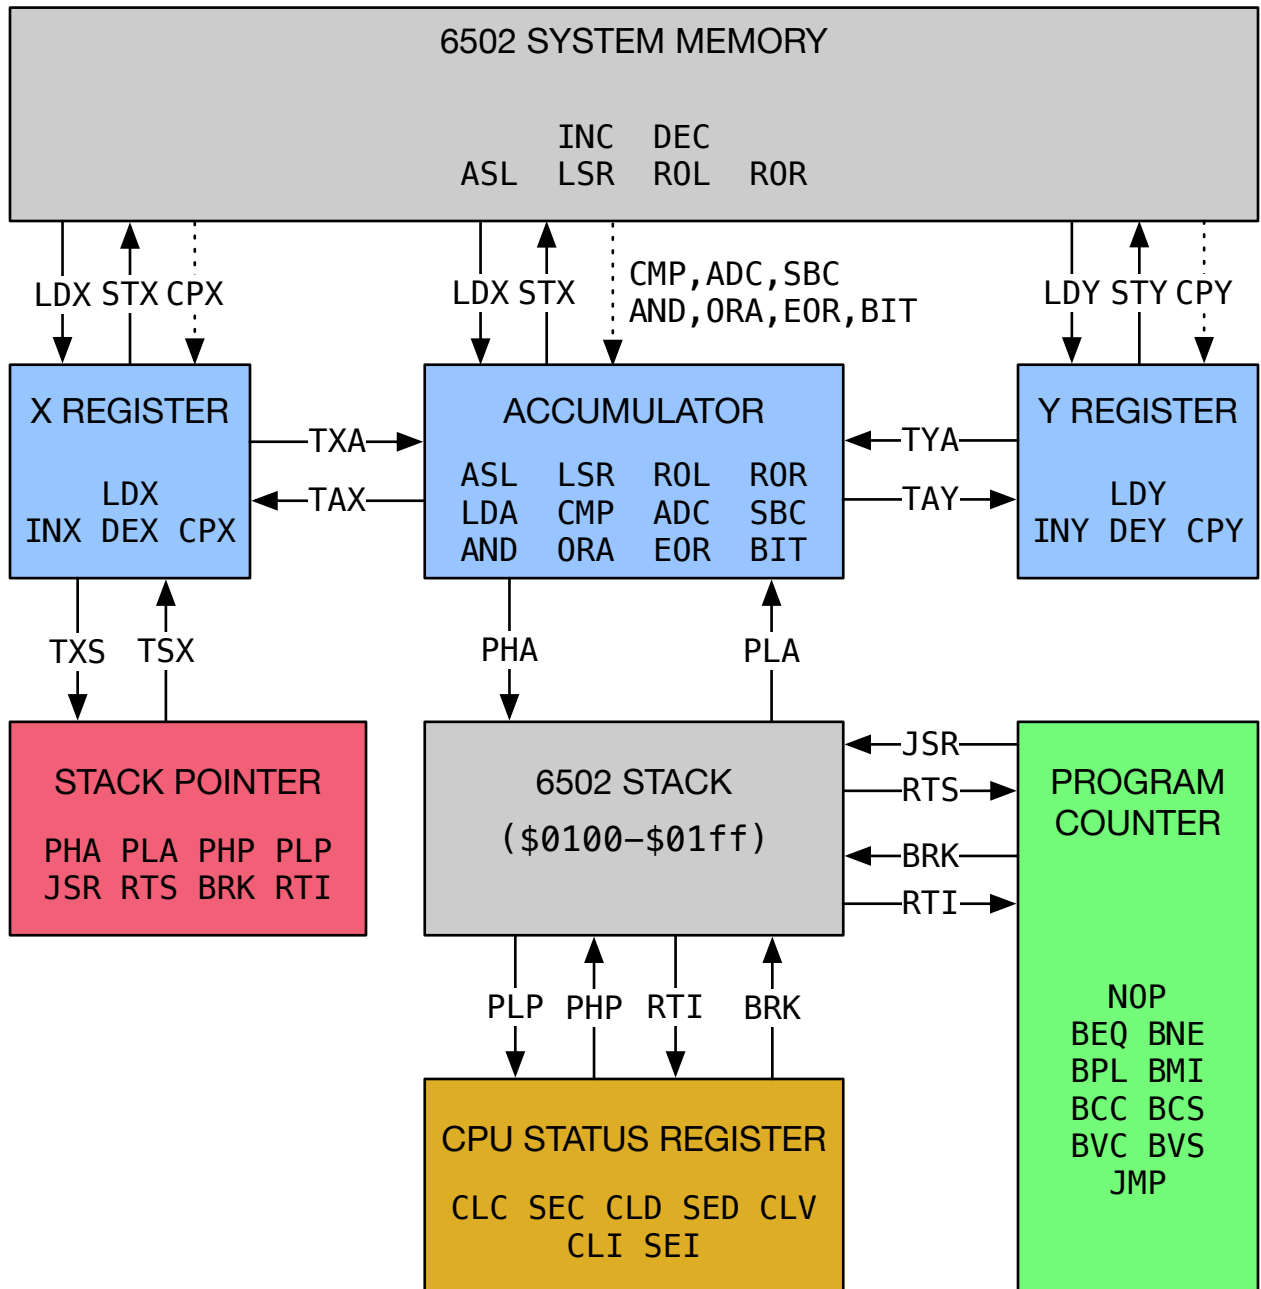 6502 SYSTEM MEMORY
INC DEC
ASL LSR ROL ROR
LDX STX CPX
LDX STX
CMP,ADC,SBC
AND,ORA,EOR,BIT
LDY STY CPY
X REGISTER
LDX
INX DEX CPX
TXA
TAX
ACCUMULATOR
ASL LSR ROL ROR
LDA CMP ADC SBC
AND ORA EOR BIT
TYA
TAY
Y REGISTER
LDY
INY DEY CPY
TXS TSX
PHA PLA
STACK POINTER
PHA PLA PHP PLP
JSR RTS BRK RTI
6502 STACK
($0100–$01ff)
JSR
RTS
BRK
RTI
PROGRAM
COUNTER
NOP
BEQ BNE
BPL BMI
BCC BCS
BVC BVS
JMP
PLP PHP RTI BRK
CPU STATUS REGISTER
CLC SEC CLD SED CLV
CLI SEI